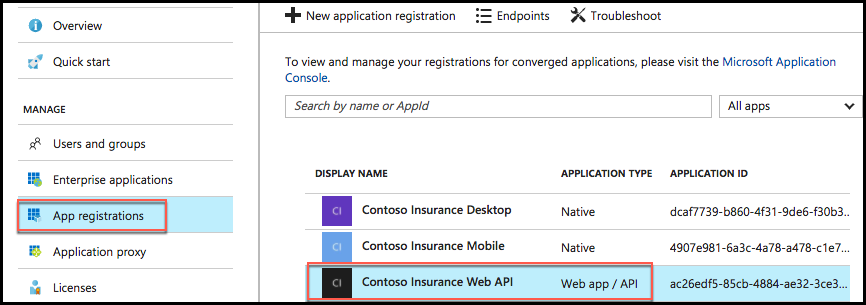 Overview
Quick start
MANAGE
Users and groups
Enterprise applications
App registrations
Application proxy
Licenses
New application registration Endpoints Troubleshoot
To view and manage your registrations for converged applications, please visit the Microsoft Application
Console.
Search by name or AppId All apps
DISPLAY NAME APPLICATION TYPE APPLICATION ID
CI Contoso Insurance Desktop Native dcaf7739-b860-4f31-9de6-f30b3...
CI Contoso Insurance Mobile Native 4907e981-6a3c-4a78-a478-c1e7...
CI Contoso Insurance Web API Web app / API ac26edf5-85cb-4884-ae32-3ce3...